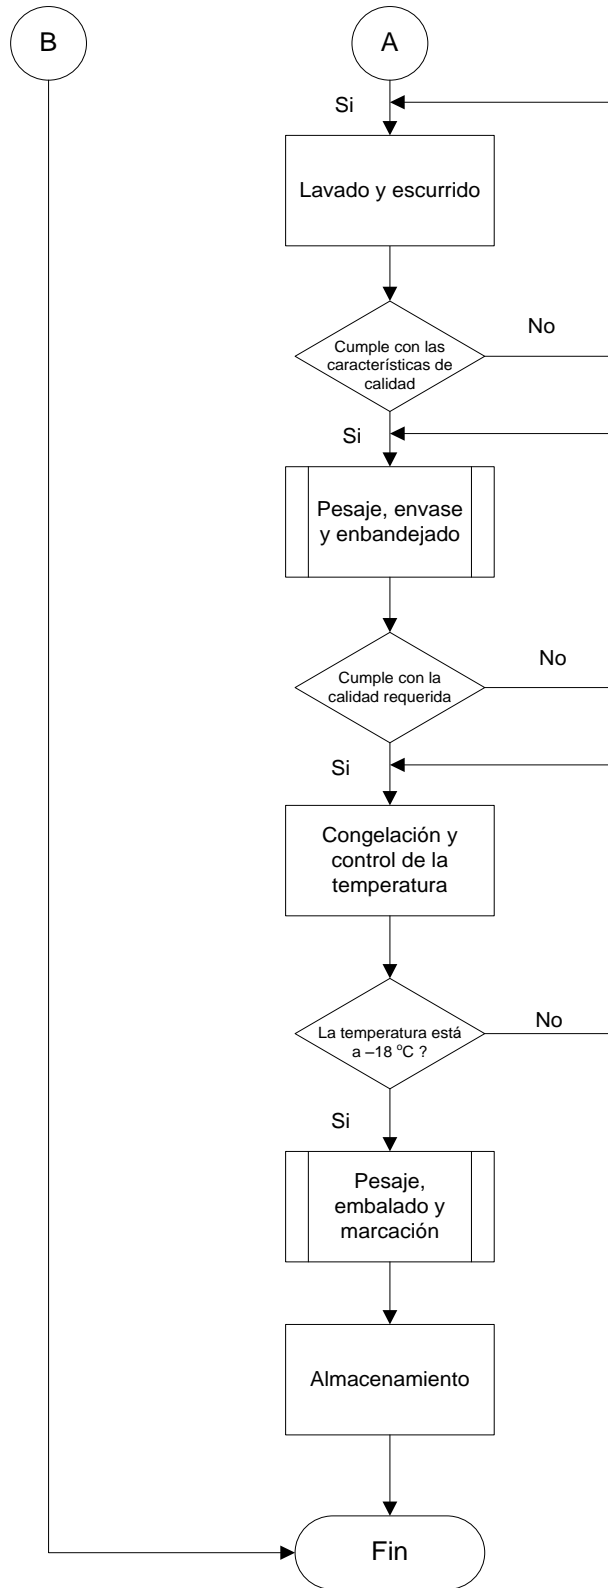 B
A
Si
Lavado y escurrido
Cumple con las
características de
calidad
No
Si
Pesaje, envase
y enbandejado
Cumple con la
calidad requerida
No
Si
Congelación y
control de la
temperatura
La temperatura está
a –18 °C ?
No
Si
Pesaje,
embalado y
marcación
Almacenamiento
Fin